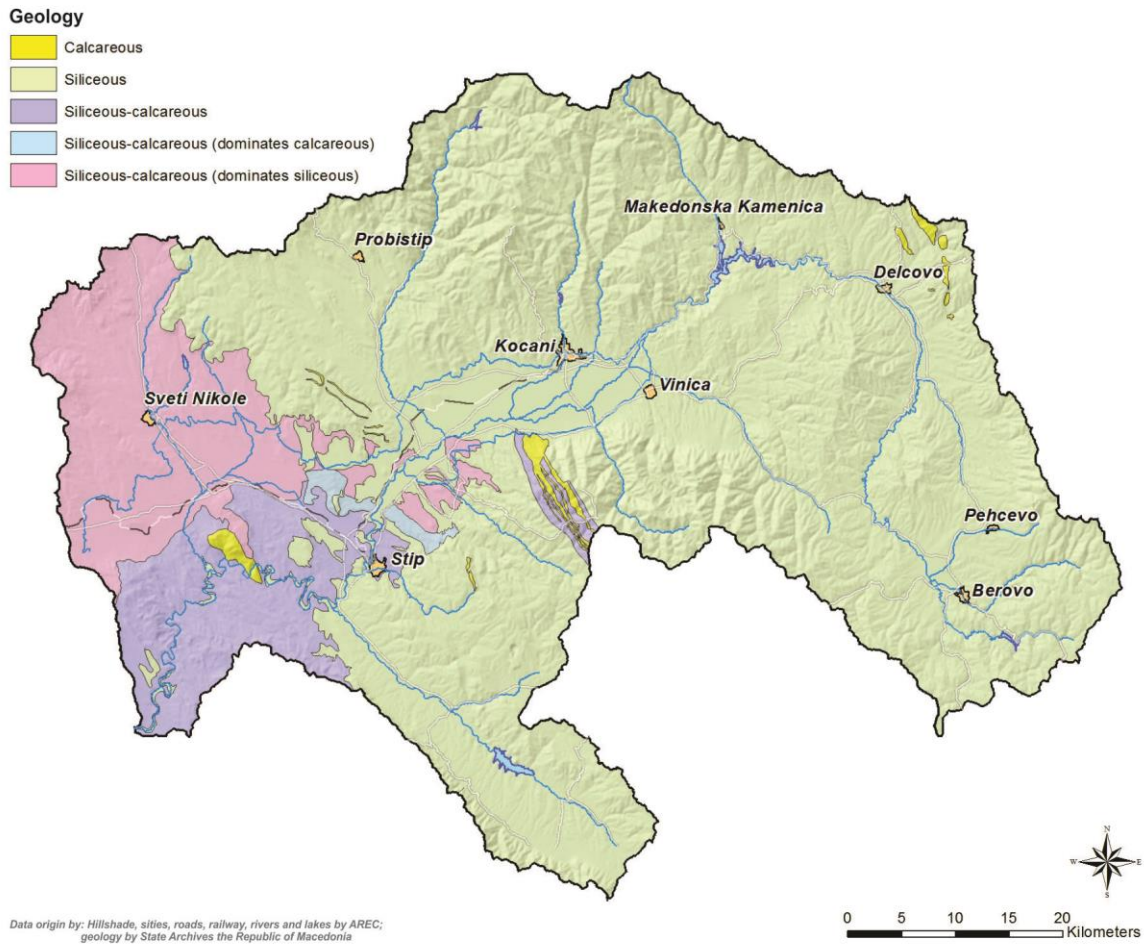 Geology
Calcareous
Siliceous
Siliceous-calcareous
Siliceous-calcareous (dominates calcareous)
Siliceous-calcareous (dominates siliceous)
Makedonska Kamenica
Probistip
Delcovo
Kocani
Vinica
Sveti Nikole
Pehcevo
Stip
Berovo
N
W E
S
0 5 10 15 20
Kilometers
Data origin by: Hillshade, sities, roads, railway, rivers and lakes by AREC;
geology by State Archives the Republic of Macedonia